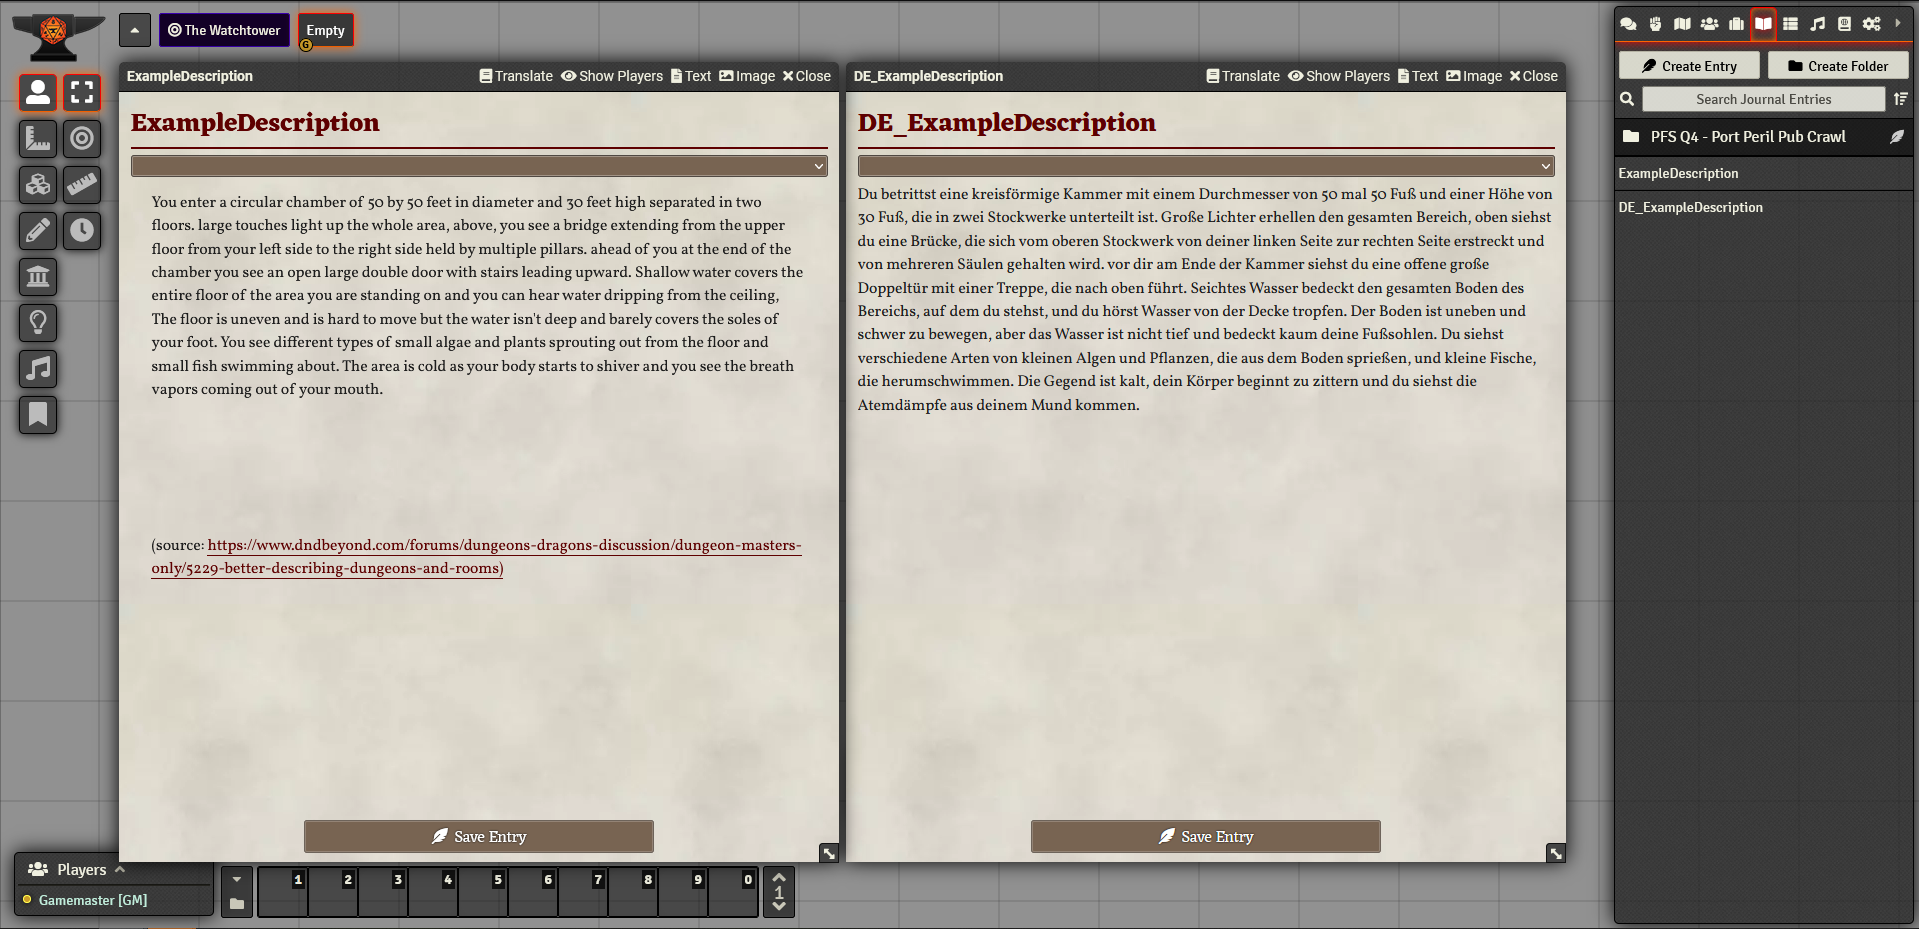 The Watchtower
Empty
G
ExampleDescription
Translate Show Players Text Image Close
ExampleDescription
You enter a circular chamber of 50 by 50 feet in diameter and 30 feet high separated in two
floors. large touches light up the whole area, above, you see a bridge extending from the upper
floor from your left side to the right side held by multiple pillars. ahead of you at the end of the
chamber you see an open large double door with stairs leading upward. Shallow water covers the
entire floor of the area you are standing on and you can hear water dripping from the ceiling,
The floor is uneven and is hard to move but the water isn't deep and barely covers the soles of
your foot. You see different types of small algae and plants sprouting out from the floor and
small fish swimming about. The area is cold as your body starts to shiver and you see the breath
vapors coming out of your mouth.
(source: https://www.dndbeyond.com/forums/dungeons-dragons-discussion/dungeon-masters-
only/5229-better-describing-dungeons-and-rooms)
Save Entry
DE_ExampleDescription
Translate Show Players Text Image Close
DE_ExampleDescription
Du betrittst eine kreisförmige Kammer mit einem Durchmesser von 50 mal 50 Fuß und einer Höhe von
30 Fuß, die in zwei Stockwerke unterteilt ist. Große Lichter erhellen den gesamten Bereich, oben siehst
du eine Brücke, die sich vom oberen Stockwerk von deiner linken Seite zur rechten Seite erstreckt und
von mehreren Säulen gehalten wird. vor dir am Ende der Kammer siehst du eine offene große
Doppeltür mit einer Treppe, die nach oben führt. Seichtes Wasser bedeckt den gesamten Boden des
Bereichs, auf dem du stehst, und du hörst Wasser von der Decke tropfen. Der Boden ist uneben und
schwer zu bewegen, aber das Wasser ist nicht tief und bedeckt kaum deine Fußsohlen. Du siehst
verschiedene Arten von kleinen Algen und Pflanzen, die aus dem Boden sprießen, und kleine Fische,
die herumschwimmen. Die Gegend ist kalt, dein Körper beginnt zu zittern und du siehst die
Atemdämpfe aus deinem Mund kommen.
Save Entry
Create Entry
Create Folder
Search Journal Entries
PFS Q4 - Port Peril Pub Crawl
ExampleDescription
DE_ExampleDescription
Players
Gamemaster [GM]
1 2 3 4 5 6 7 8 9 0
1